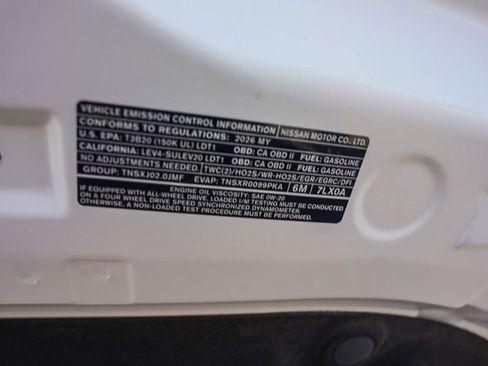 VEHICLE EMISSION CONTROL INFORMATION NISSAN MOTOR CO., LTD.
CONFORMS TO REGULATIONS: 2026 MY
U.S. EPA: T3B20 (150K UL) LDT1 OBD: CA OBD II FUEL: GASOLINE
CALIFORNIA: LEV4-SULEV20 LDT1 OBD: CA OBD II FUEL: GASOLINE
NO ADJUSTMENTS NEEDED. TWC(2)/HO2S/WR-HO2S/EGR/EGRC/DFI
GROUP: TNSXJ02.0JMF EVAP: TNSXR0099PKA 6M 7LX0A
ENGINE OIL VISCOSITY: SAE 0W-20
IF EQUIPPED WITH ALL-WHEEL DRIVE, LOADED I/M TESTING MUST BE CONDUCTED
ON A FOUR WHEEL DRIVE SPEED SYNCHRONIZED DYNAMOMETER.
OTHERWISE, A NON-LOADED TEST PROCEDURE MUST BE PERFORMED.